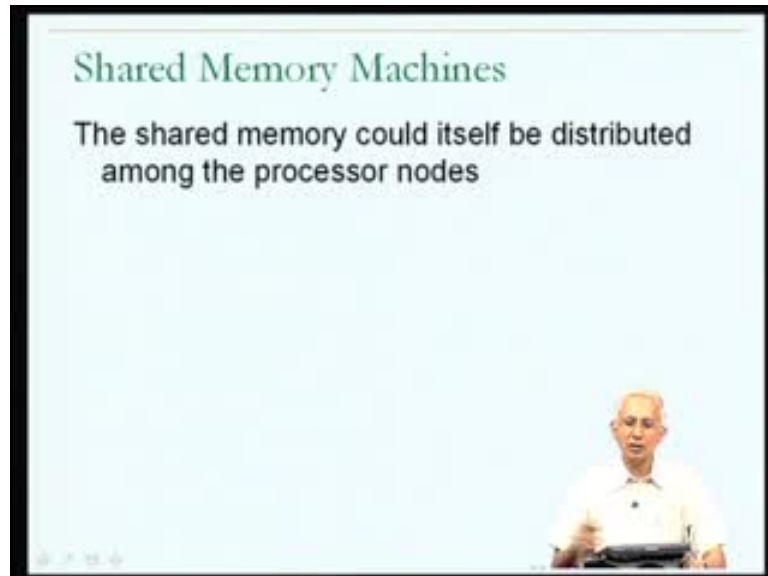 Shared Memory Machines
The shared memory could itself be distributed
among the processor nodes